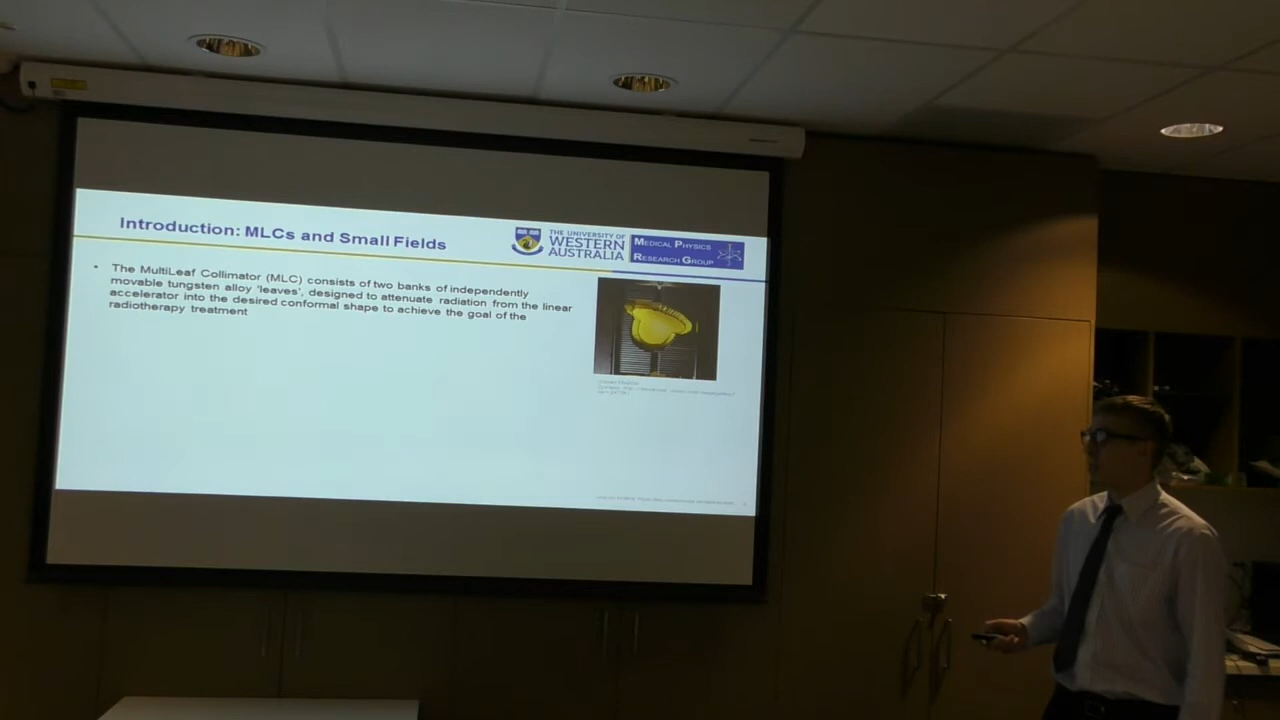 Introduction: MLCs and Small Fields
THE UNIVERSITY OF
WESTERN
AUSTRALIA
MEDICAL PHYSICS
RESEARCH GROUP
• The MultiLeaf Collimator (MLC) consists of two banks of independently
movable tungsten alloy 'leaves', designed to attenuate radiation from the linear
accelerator into the desired conformal shape to achieve the goal of the
radiotherapy treatment